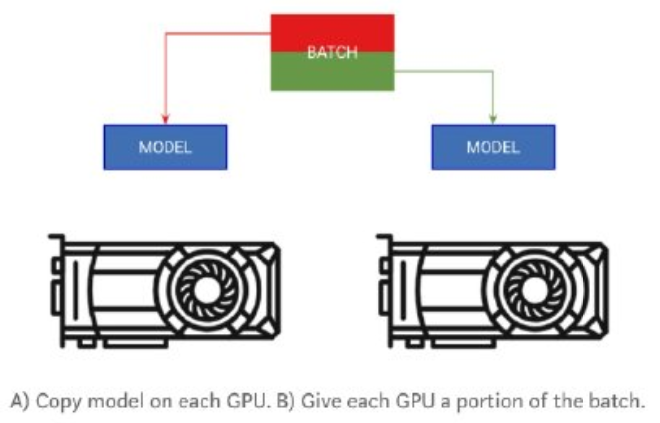 BATCH
MODEL
MODEL
A) Copy model on each GPU. B) Give each GPU a portion of the batch.